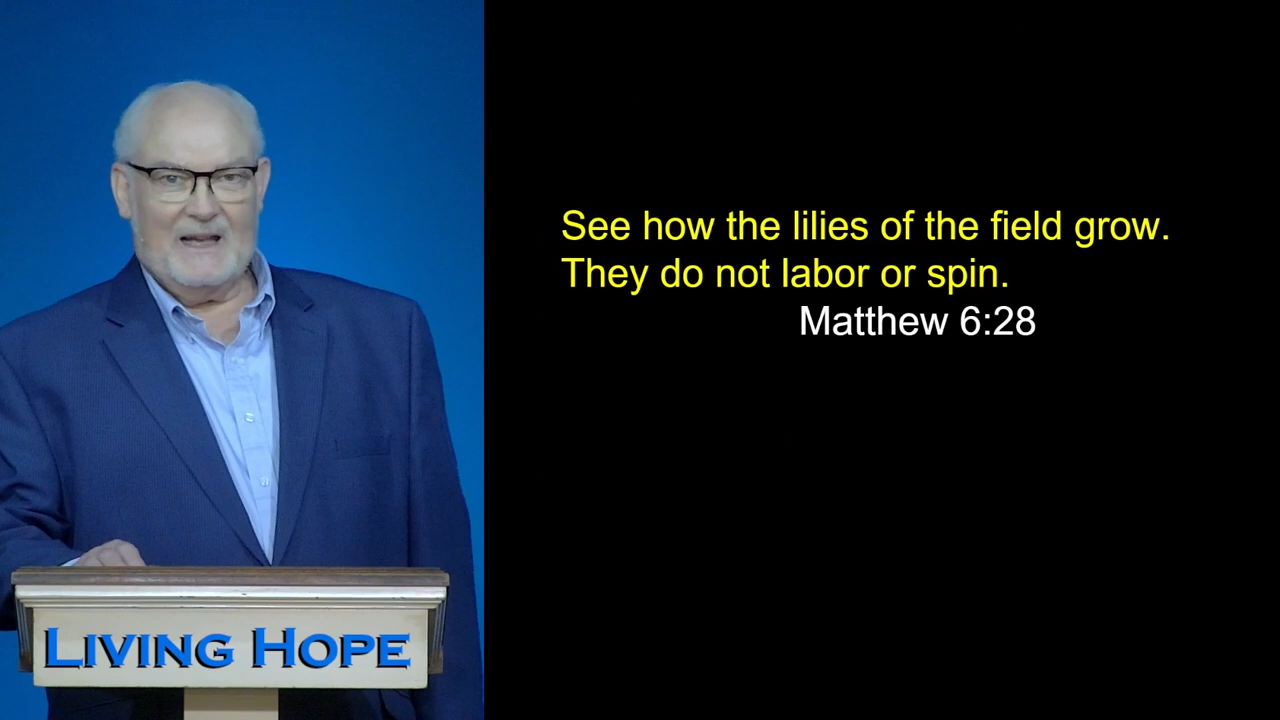 See how the lilies of the field grow.
They do not labor or spin.
Matthew 6:28
LIVING HOPE